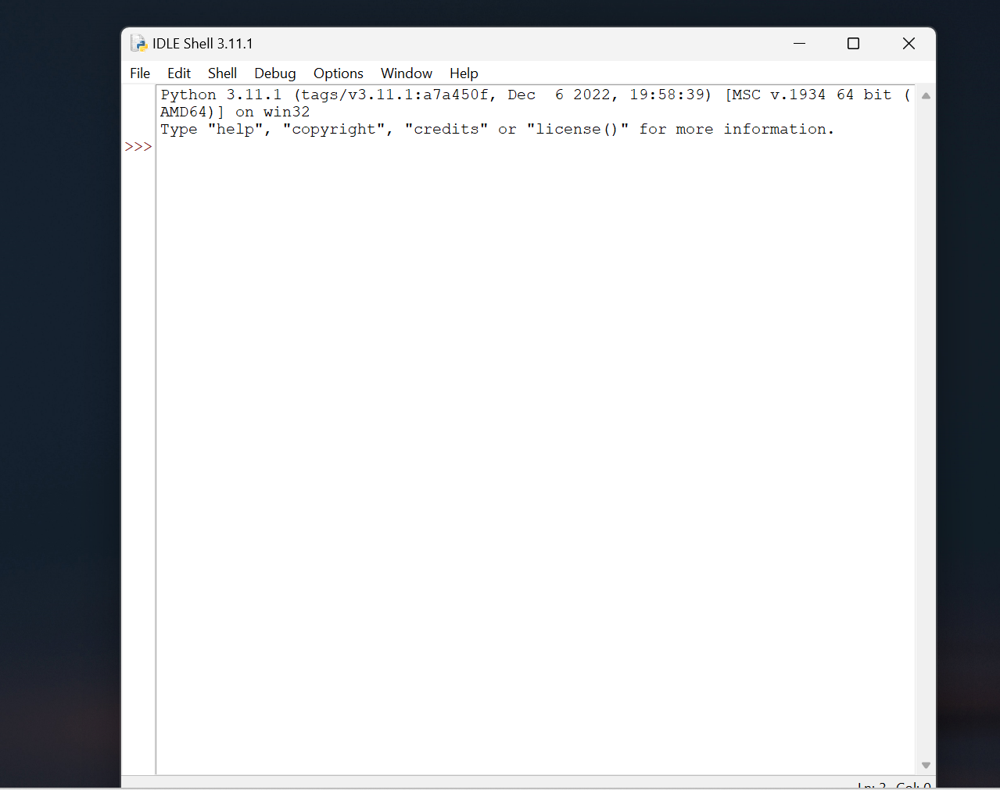 IDLE Shell 3.11.1
File Edit Shell Debug Options Window Help
Python 3.11.1 (tags/v3.11.1:a7a450f, Dec  6 2022, 19:58:39) [MSC v.1934 64 bit (
AMD64)] on win32
Type "help", "copyright", "credits" or "license()" for more information.
>>>
Ln: 3 Col: 0